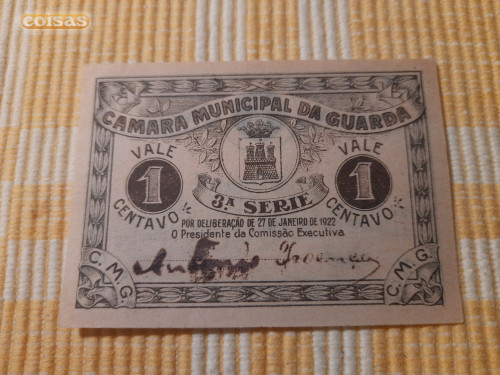 coisas
CAMARA MUNICIPAL DA GUARDA
VALE VALE
1 1
CENTAVO CENTAVO
3.ª SERIE
POR DELIBERAÇÃO DE 27 DE JANEIRO DE 1922
O Presidente da Comissão Executiva
António
C.M.G. C.M.G.